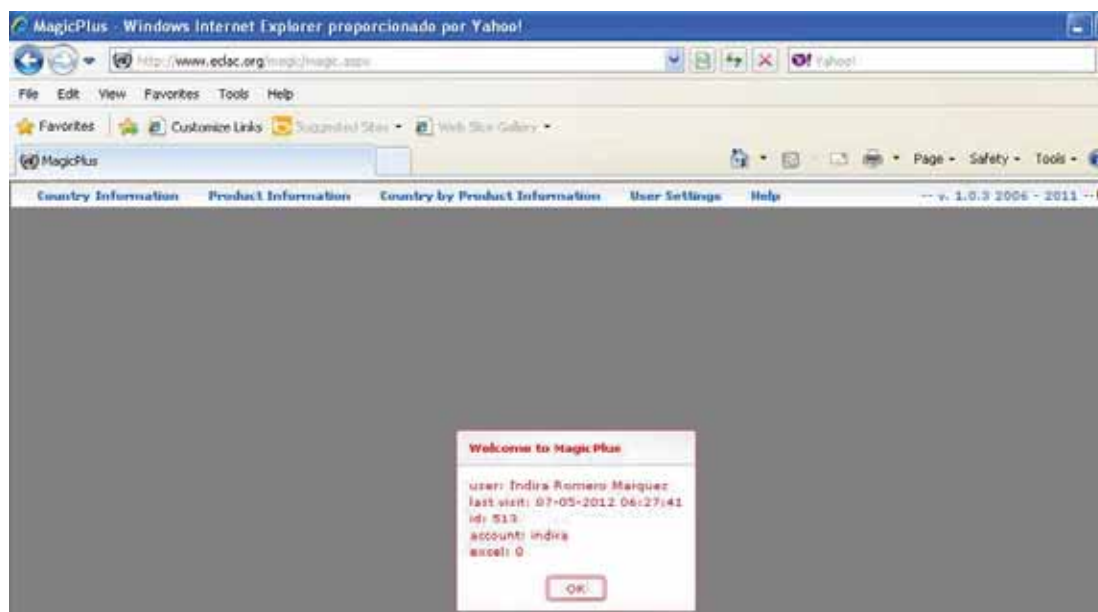 MagicPlus - Windows Internet Explorer proporcionado por Yahoo!
http://www.eclac.org/magic/magic.aspx
Yahoo!
File Edit View Favorites Tools Help
Favorites Customize Links Suggested Sites Web Slice Gallery
MagicPlus
Page Safety Tools
Country Information Product Information Country by Product Information User Settings Help -- v. 1.0.3 2006 - 2011 --
Welcome to MagicPlus
user: Indira Romero Marquez
last visit: 07-05-2012 06:27:41
id: 513
account: indira
excel: 0
OK